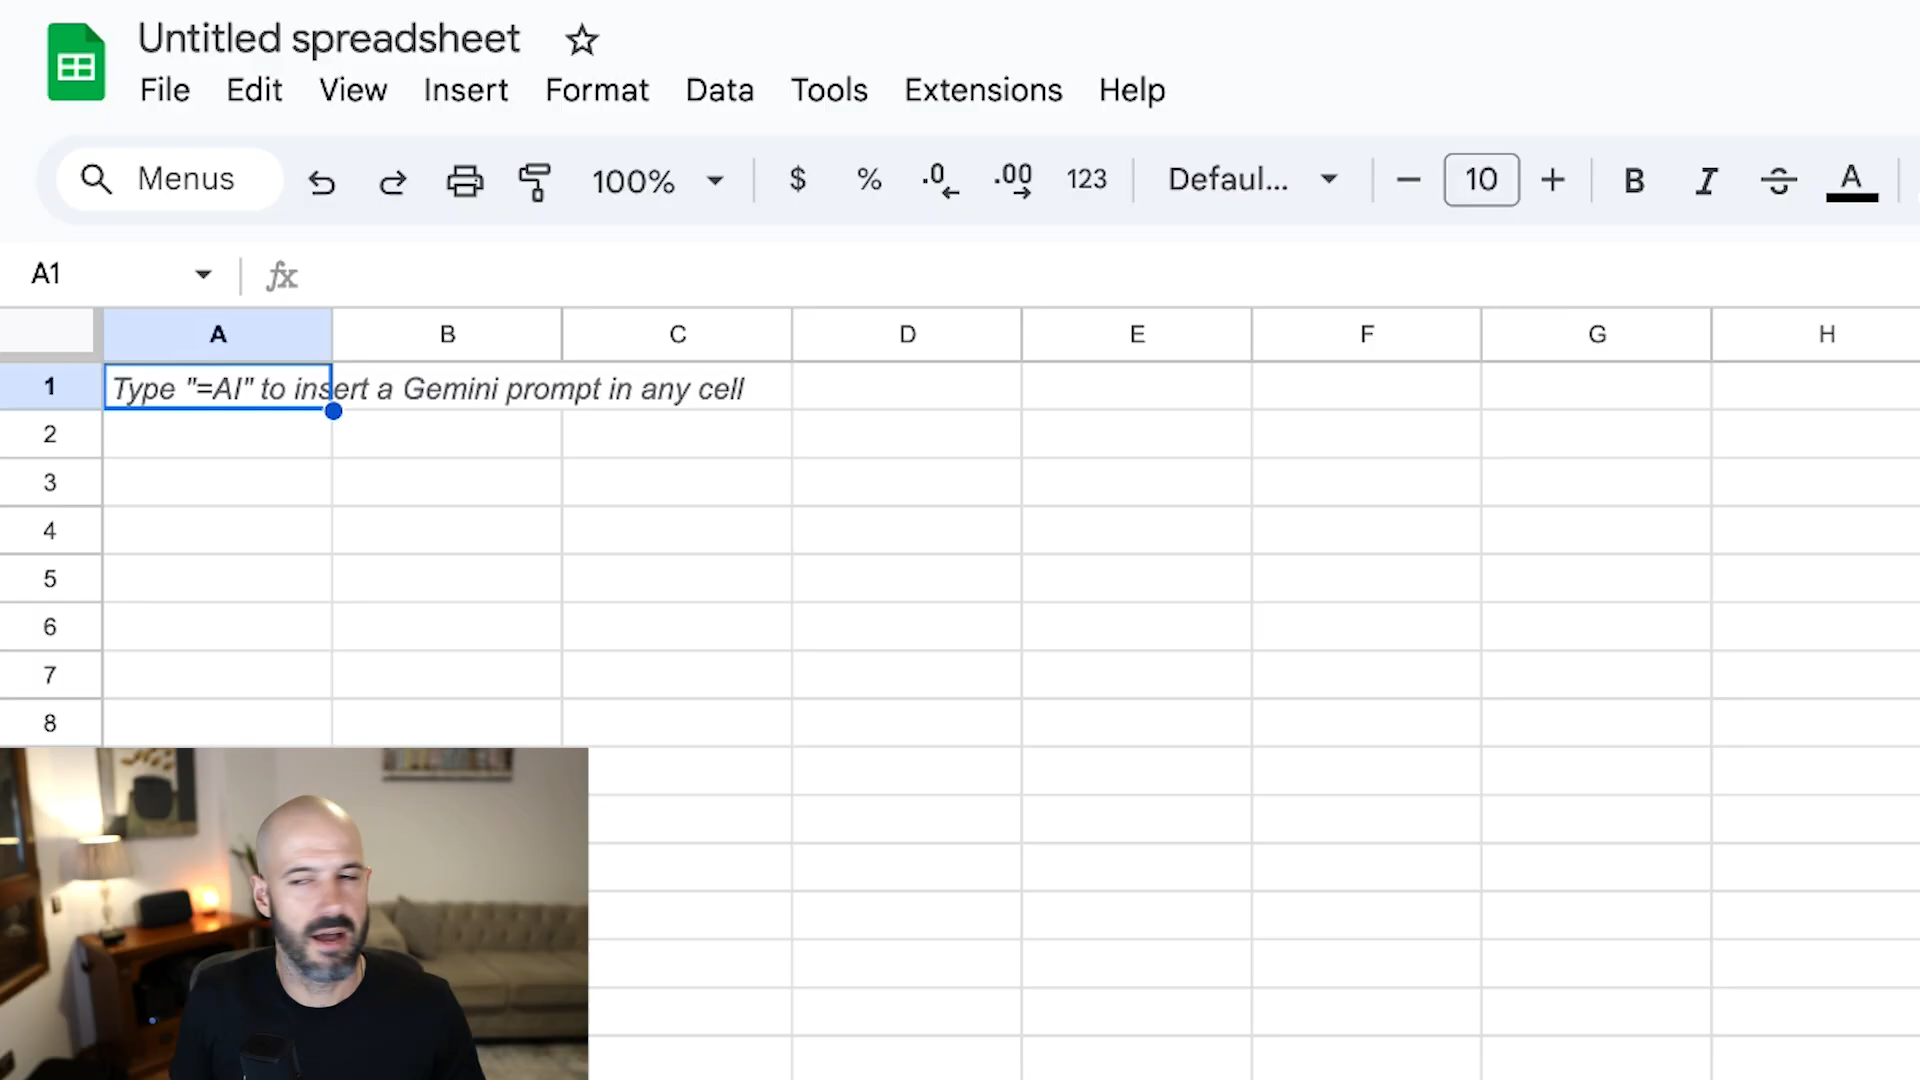 Untitled spreadsheet
File Edit View Insert Format Data Tools Extensions Help
Menus 100% $ % .0 .00 123 Defaul... 10 B I S A
A1 fx
A B C D E F G H
1 Type "=AI" to insert a Gemini prompt in any cell
2
3
4
5
6
7
8